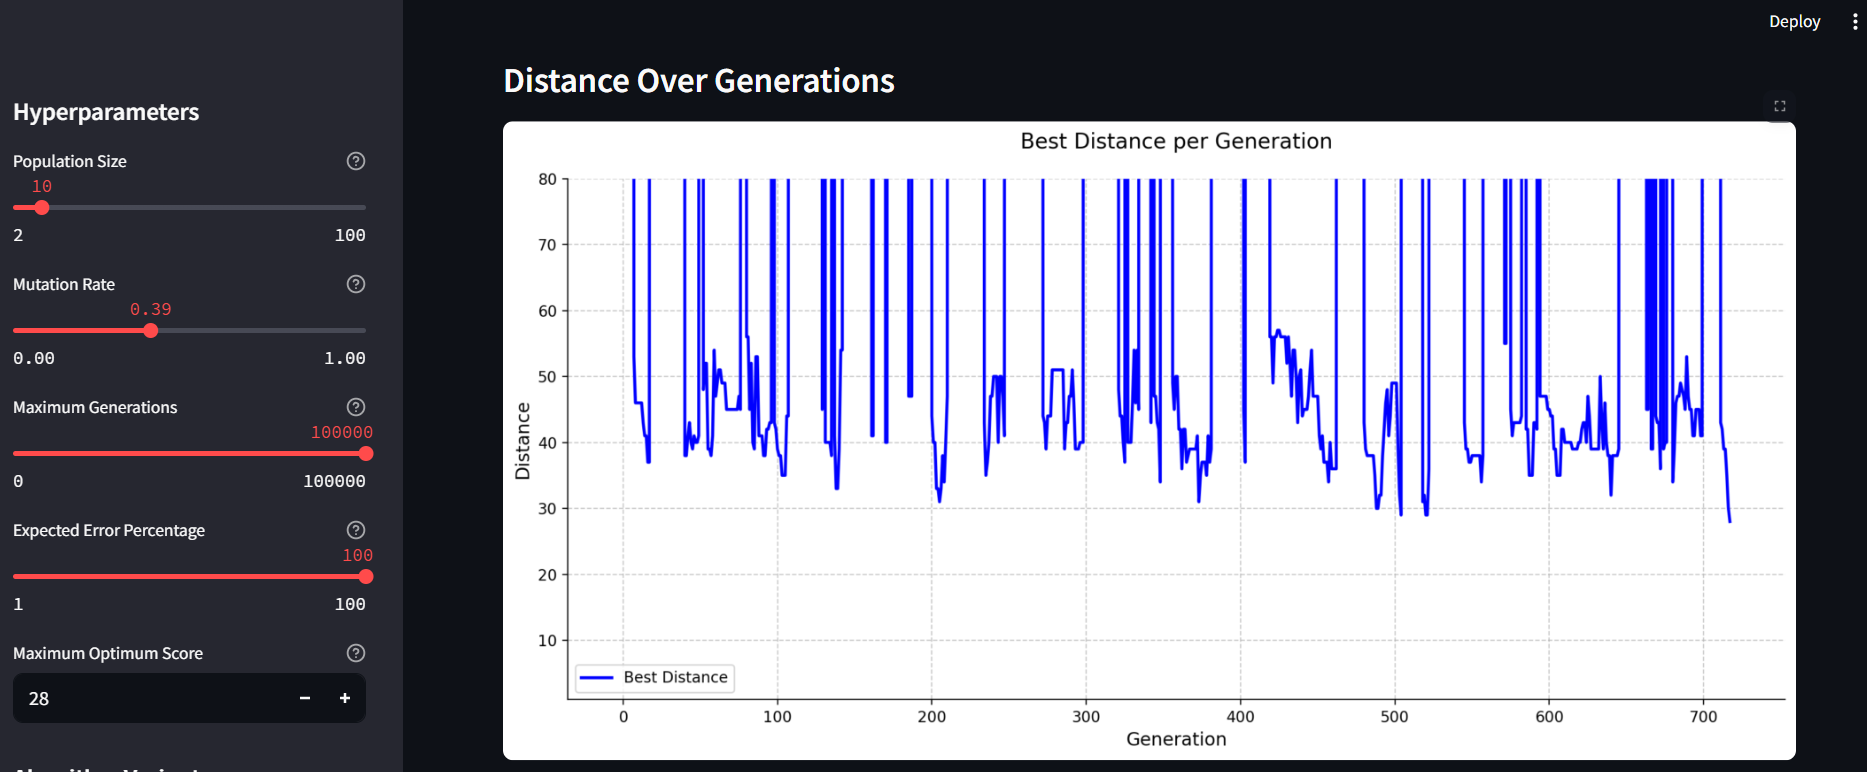 Deploy
Hyperparameters
Population Size
10
2 100
Mutation Rate
0.39
0.00 1.00
Maximum Generations
100000
0 100000
Expected Error Percentage
100
1 100
Maximum Optimum Score
28
Distance Over Generations
Best Distance per Generation
80
70
60
50
40
30
20
10
Distance
Best Distance
0 100 200 300 400 500 600 700
Generation